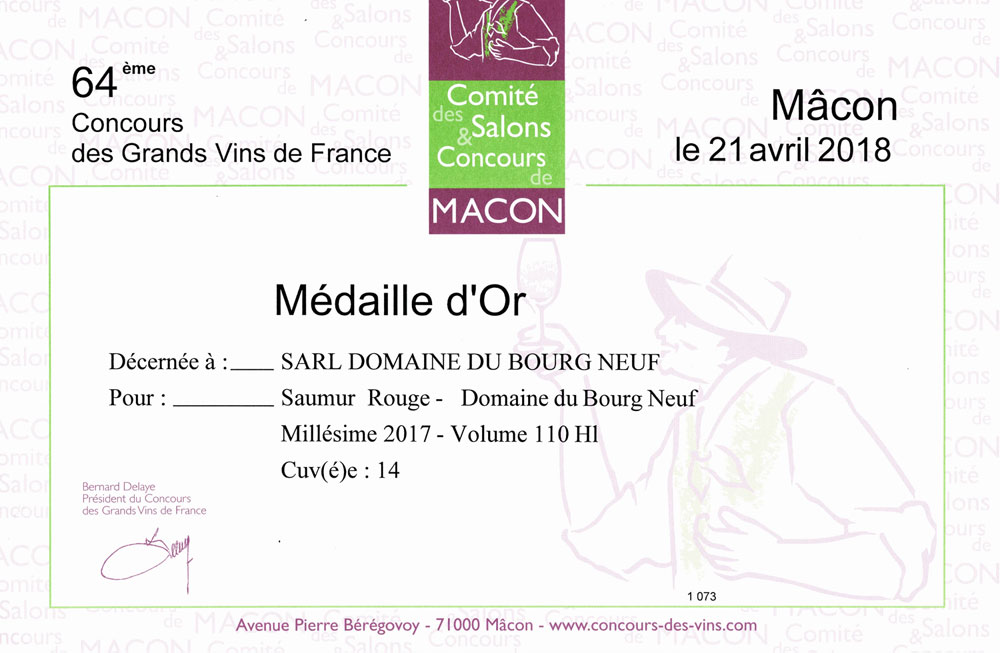 64 ème
Concours
des Grands Vins de France
Comité
des Salons
&
Concours
de
MACON
Mâcon
le 21 avril 2018
Médaille d'Or
Décernée à :____ SARL DOMAINE DU BOURG NEUF
Pour : _________ Saumur Rouge - Domaine du Bourg Neuf
Millésime 2017 - Volume 110 Hl
Cuv(é)e : 14
Bernard Delaye
Président du Concours
des Grands Vins de France
1 073
Avenue Pierre Bérégovoy - 71000 Mâcon - www.concours-des-vins.com